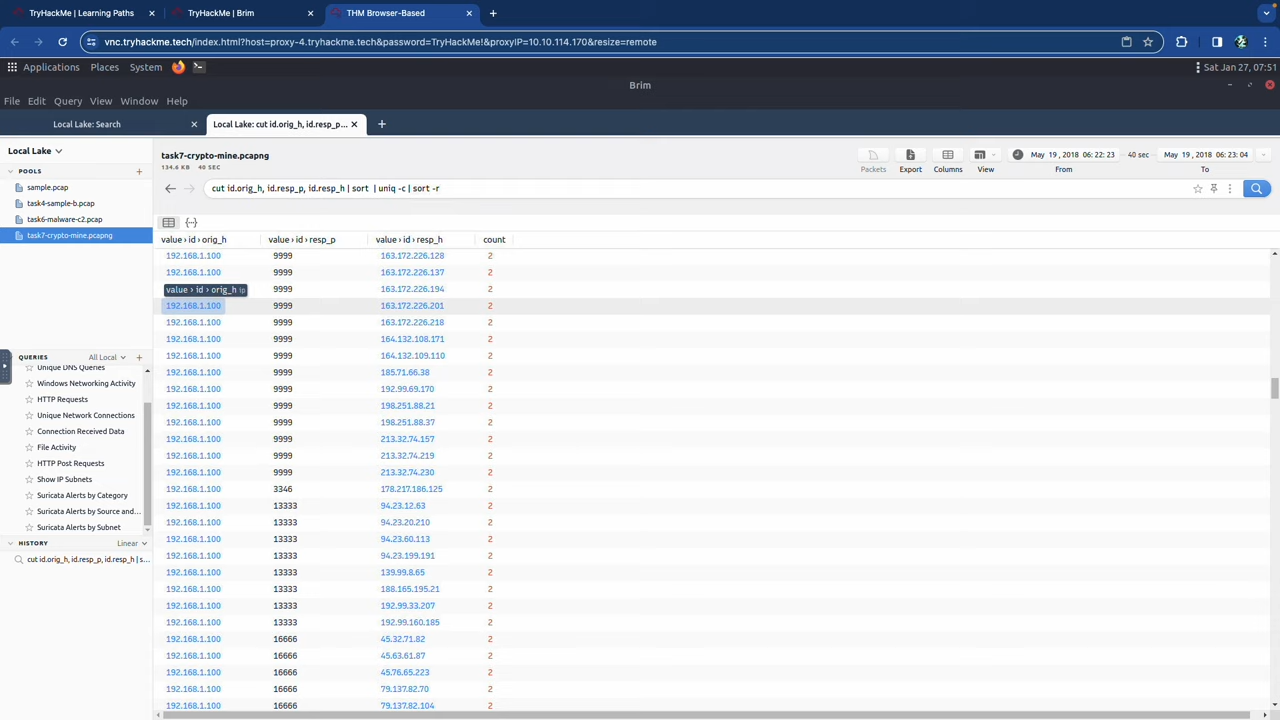 TryHackMe | Learning Paths
TryHackMe | Brim
THM Browser-Based
vnc.tryhackme.tech/index.html?host=proxy-4.tryhackme.tech&password=TryHackMe!&proxyIP=10.10.114.170&resize=remote
Applications Places System Sat Jan 27, 07:51
Brim
File Edit Query View Window Help
Local Lake: Search
Local Lake: cut id.orig_h, id.resp_p...
Local Lake
POOLS
sample.pcap
task4-sample-b.pcap
task6-malware-c2.pcap
task7-crypto-mine.pcapng
QUERIES All Local
Unique DNS Queries
Windows Networking Activity
HTTP Requests
Unique Network Connections
Connection Received Data
File Activity
HTTP Post Requests
Show IP Subnets
Suricata Alerts by Category
Suricata Alerts by Source and...
Suricata Alerts by Subnet
HISTORY Linear
cut id.orig_h, id.resp_p, id.resp_h | s...
task7-crypto-mine.pcapng
134.6 KB 40 SEC
Packets Export Columns View
May 19, 2018 06:22:23 40 sec May 19, 2018 06:23:04
From To
cut id.orig_h, id.resp_p, id.resp_h | sort | uniq -c | sort -r
value › id › orig_h value › id › resp_p value › id › resp_h count
192.168.1.100 9999 163.172.226.128 2
192.168.1.100 9999 163.172.226.137 2
value › id › orig_h ip 9999 163.172.226.194 2
192.168.1.100 9999 163.172.226.201 2
192.168.1.100 9999 163.172.226.218 2
192.168.1.100 9999 164.132.108.171 2
192.168.1.100 9999 164.132.109.110 2
192.168.1.100 9999 185.71.66.38 2
192.168.1.100 9999 192.99.69.170 2
192.168.1.100 9999 198.251.88.21 2
192.168.1.100 9999 198.251.88.37 2
192.168.1.100 9999 213.32.74.157 2
192.168.1.100 9999 213.32.74.219 2
192.168.1.100 9999 213.32.74.230 2
192.168.1.100 3346 178.217.186.125 2
192.168.1.100 13333 94.23.12.63 2
192.168.1.100 13333 94.23.20.210 2
192.168.1.100 13333 94.23.60.113 2
192.168.1.100 13333 94.23.199.191 2
192.168.1.100 13333 139.99.8.65 2
192.168.1.100 13333 188.165.195.21 2
192.168.1.100 13333 192.99.33.207 2
192.168.1.100 13333 192.99.160.185 2
192.168.1.100 16666 45.32.71.82 2
192.168.1.100 16666 45.63.61.87 2
192.168.1.100 16666 45.76.65.223 2
192.168.1.100 16666 79.137.82.70 2
192.168.1.100 16666 79.137.82.104 2